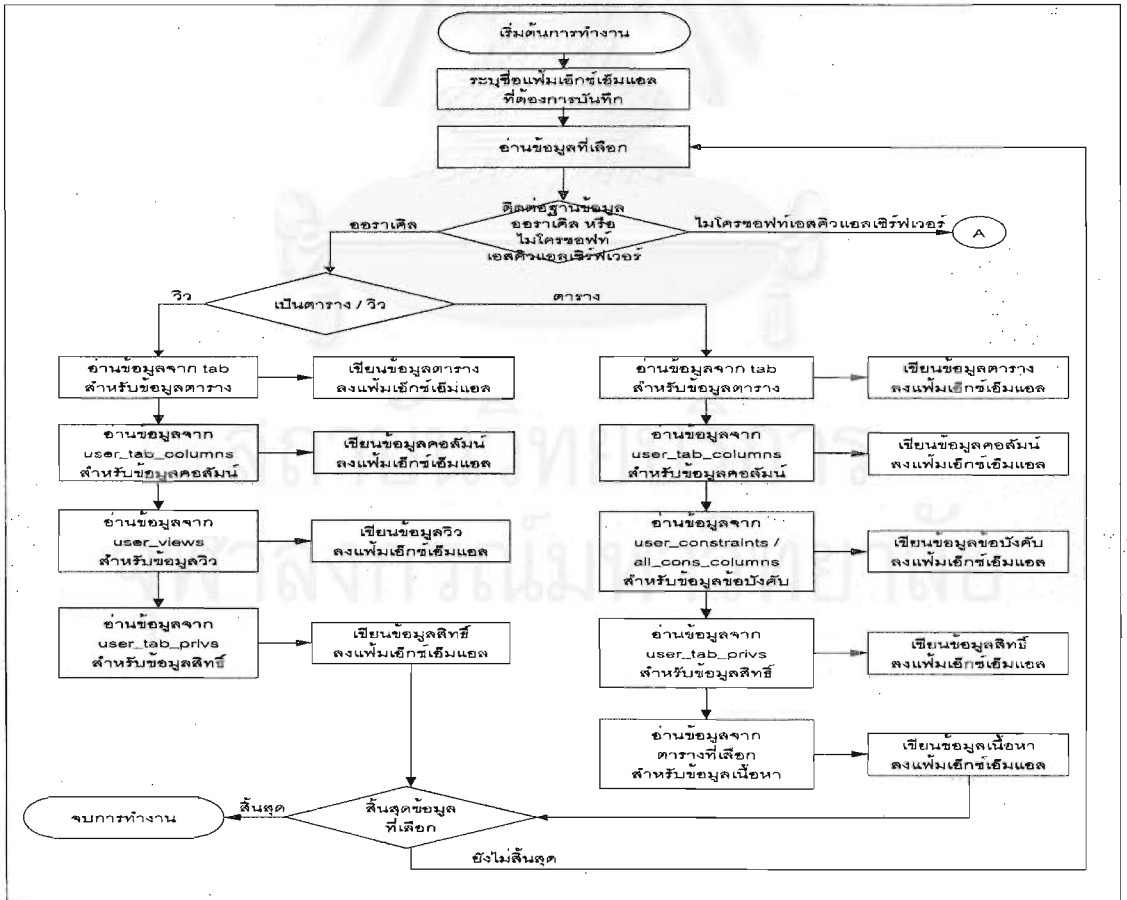 เริ่มต้นการทำงาน
ระบุชื่อแฟ้มเอ็กซ์เอ็มแอล
ที่ต้องการบันทึก
อ่านข้อมูลที่เลือก
ติดต่อฐานข้อมูล
ออราเคิล หรือ
ไมโครซอฟท์
เอสคิวแอลเซิร์ฟเวอร์
ออราเคิล
ไมโครซอฟท์เอสคิวแอลเซิร์ฟเวอร์
A
เป็นตาราง / วิว
วิว
ตาราง
อ่านข้อมูลจาก tab
สำหรับข้อมูลตาราง
เขียนข้อมูลตาราง
ลงแฟ้มเอ็กซ์เอ็มแอล
อ่านข้อมูลจาก
user_tab_columns
สำหรับข้อมูลคอลัมน์
เขียนข้อมูลคอลัมน์
ลงแฟ้มเอ็กซ์เอ็มแอล
อ่านข้อมูลจาก
user_views
สำหรับข้อมูลวิว
เขียนข้อมูลวิว
ลงแฟ้มเอ็กซ์เอ็มแอล
อ่านข้อมูลจาก
user_tab_privs
สำหรับข้อมูลสิทธิ์
เขียนข้อมูลสิทธิ์
ลงแฟ้มเอ็กซ์เอ็มแอล
อ่านข้อมูลจาก tab
สำหรับข้อมูลตาราง
เขียนข้อมูลตาราง
ลงแฟ้มเอ็กซ์เอ็มแอล
อ่านข้อมูลจาก
user_tab_columns
สำหรับข้อมูลคอลัมน์
เขียนข้อมูลคอลัมน์
ลงแฟ้มเอ็กซ์เอ็มแอล
อ่านข้อมูลจาก
user_constraints /
all_cons_columns
สำหรับข้อมูลข้อบังคับ
เขียนข้อมูลข้อบังคับ
ลงแฟ้มเอ็กซ์เอ็มแอล
อ่านข้อมูลจาก
user_tab_privs
สำหรับข้อมูลสิทธิ์
เขียนข้อมูลสิทธิ์
ลงแฟ้มเอ็กซ์เอ็มแอล
อ่านข้อมูลจาก
ตารางที่เลือก
สำหรับข้อมูลเนื้อหา
เขียนข้อมูลเนื้อหา
ลงแฟ้มเอ็กซ์เอ็มแอล
สิ้นสุดข้อมูล
ที่เลือก
สิ้นสุด
จบการทำงาน
ยังไม่สิ้นสุด
สถาบันวิทยบริการ
จุฬาลงกรณ์มหาวิทยาลัย